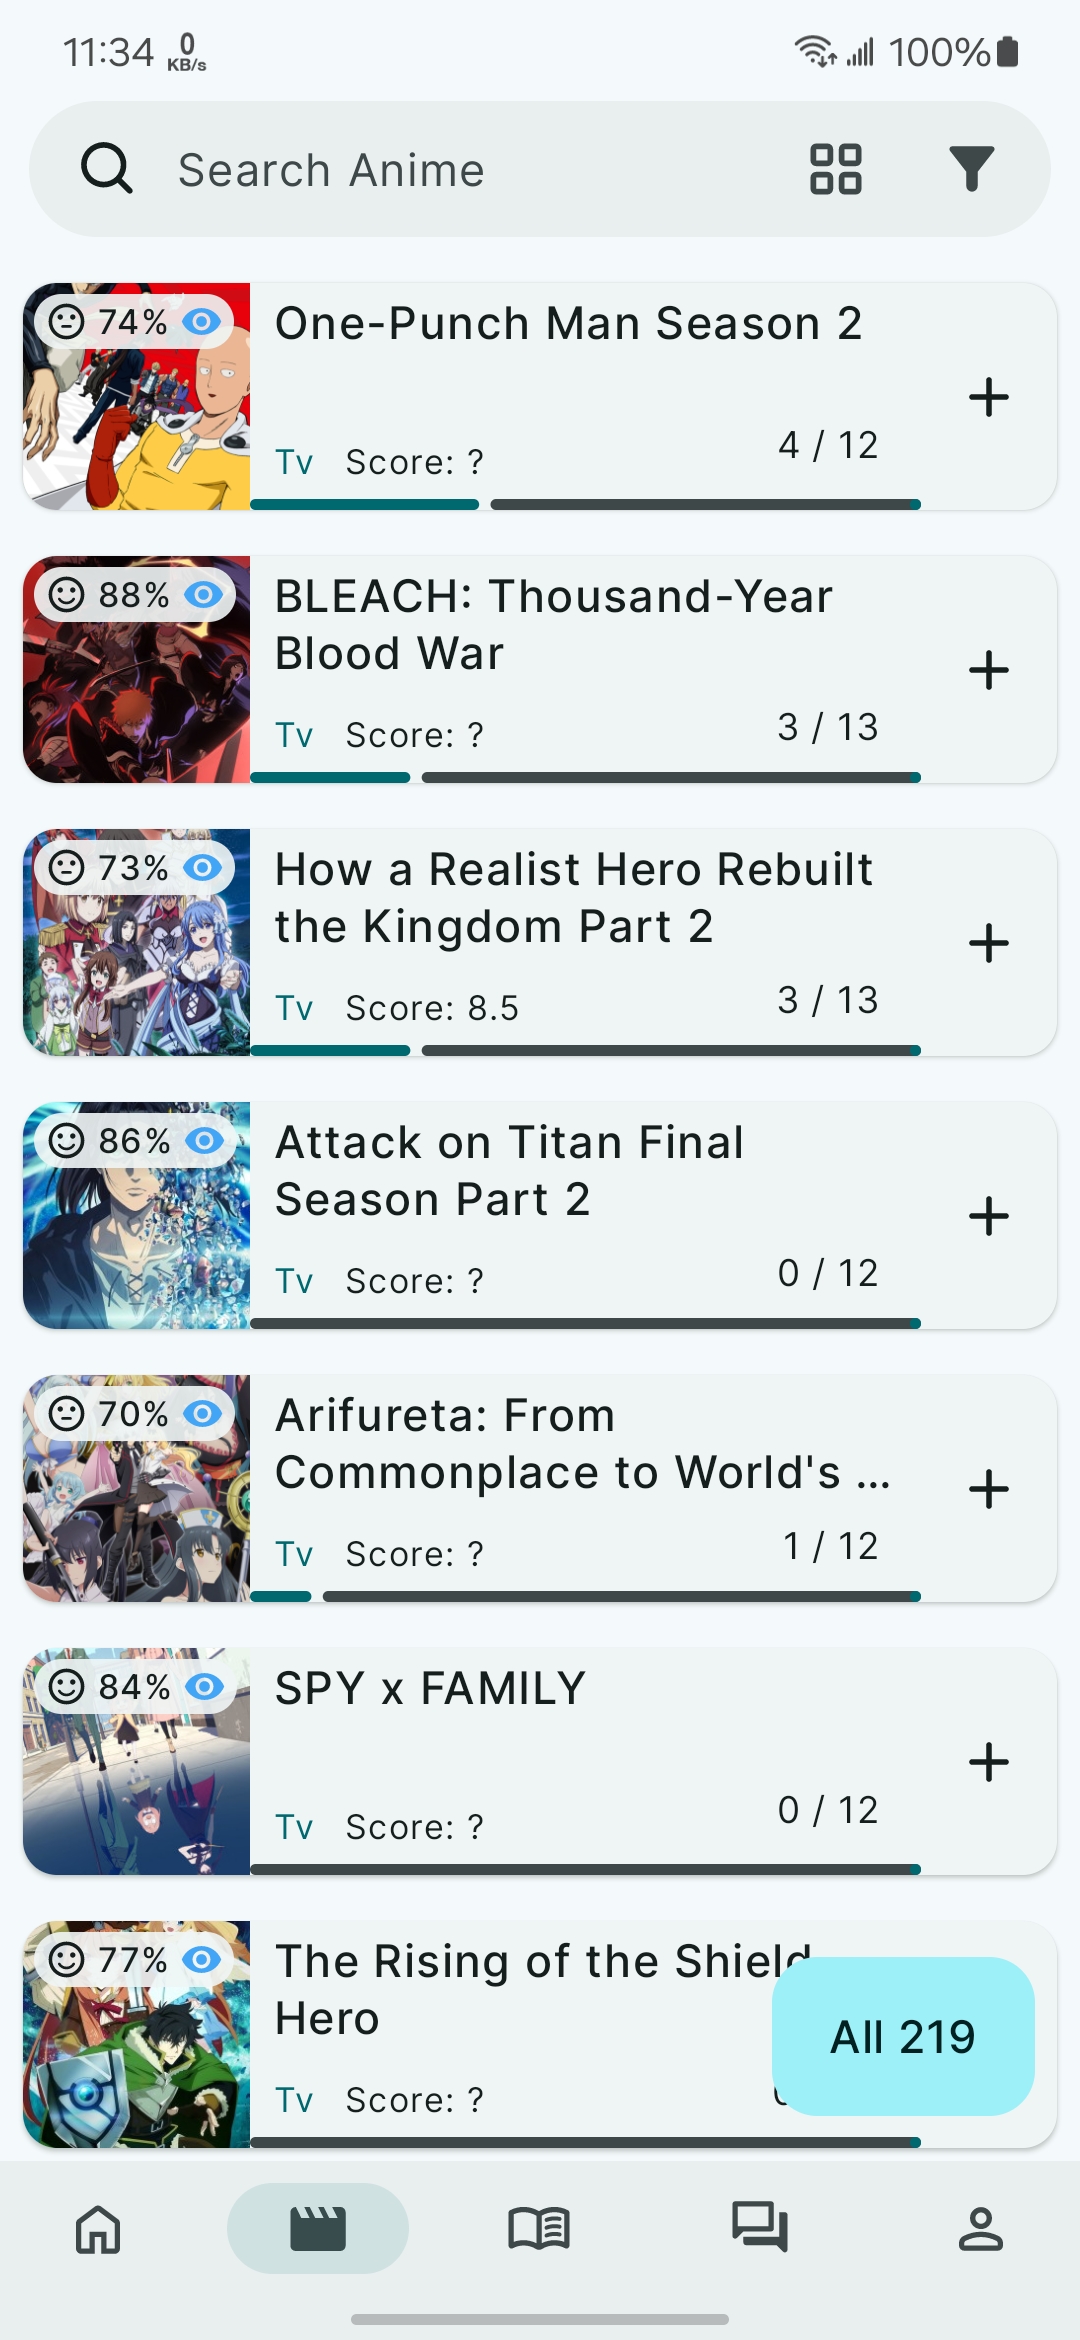 11:34
0
KB/s
100%
Search Anime
74%
One-Punch Man Season 2
4 / 12
Tv Score: ?
88%
BLEACH: Thousand-Year
Blood War
3 / 13
Tv Score: ?
73%
How a Realist Hero Rebuilt
the Kingdom Part 2
3 / 13
Tv Score: 8.5
86%
Attack on Titan Final
Season Part 2
0 / 12
Tv Score: ?
70%
Arifureta: From
Commonplace to World's ...
1 / 12
Tv Score: ?
84%
SPY x FAMILY
0 / 12
Tv Score: ?
77%
The Rising of the Shield
Hero
All 219
Tv Score: ?